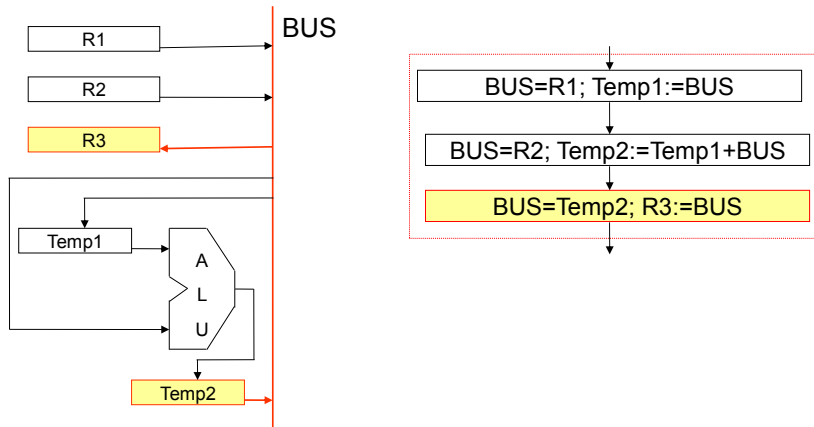 BUS
R1
R2
R3
Temp1
A
L
U
Temp2
BUS=R1; Temp1:=BUS
BUS=R2; Temp2:=Temp1+BUS
BUS=Temp2; R3:=BUS